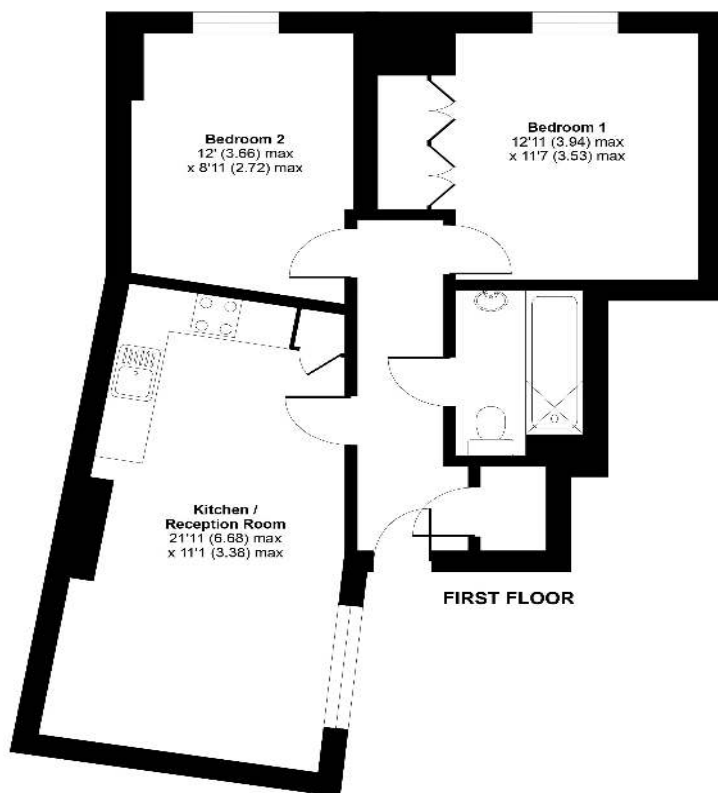 Bedroom 2
12' (3.66) max
x 8'11 (2.72) max
Bedroom 1
12'11 (3.94) max
x 11'7 (3.53) max
Kitchen /
Reception Room
21'11 (6.68) max
x 11'1 (3.38) max
FIRST FLOOR